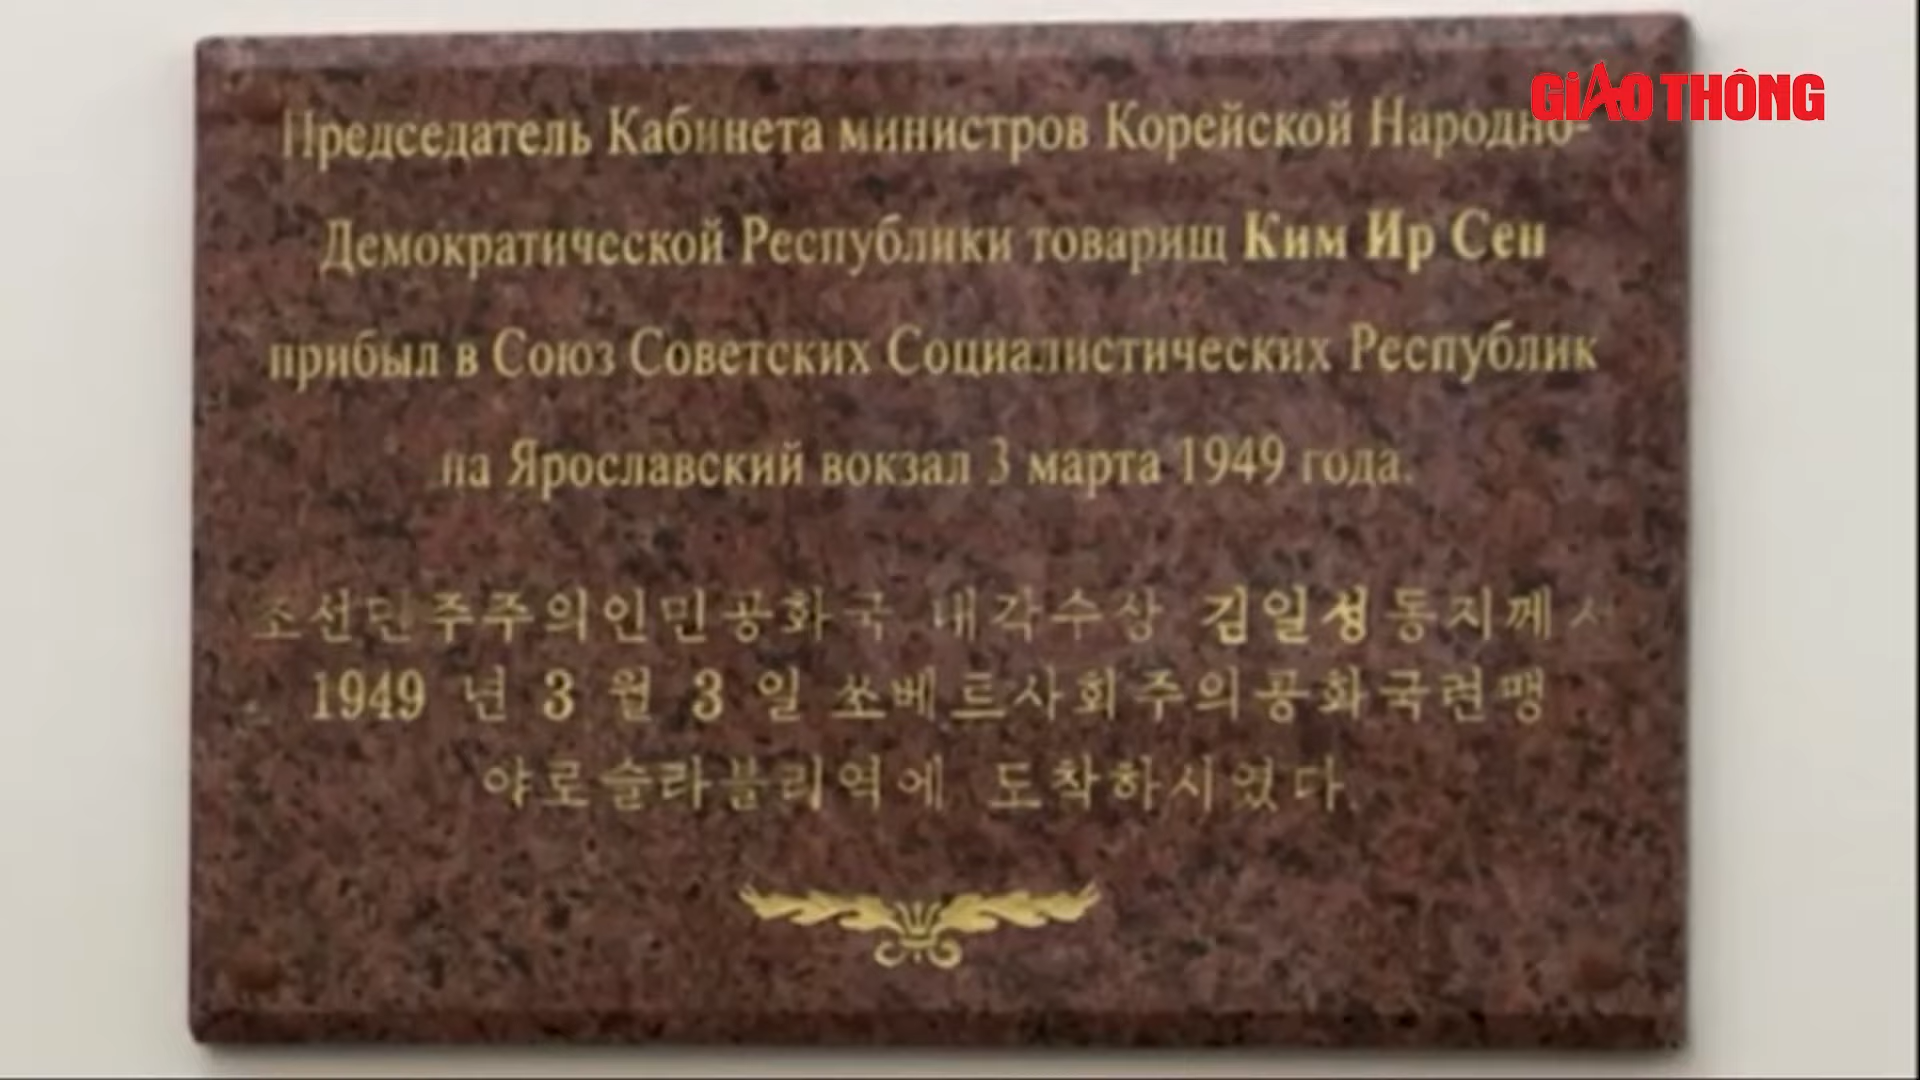 GIAO THÔNG
Председатель Кабинета министров Корейской Народно-
Демократической Республики товарищ Ким Ир Сен
прибыл в Союз Советских Социалистических Республик
на Ярославский вокзал 3 марта 1949 года.
조선민주주의인민공화국 내각수상 김일성동지께서
1949 년 3 월 3 일 쏘베트사회주의공화국련맹
야로슬라블리역에 도착하시였다.